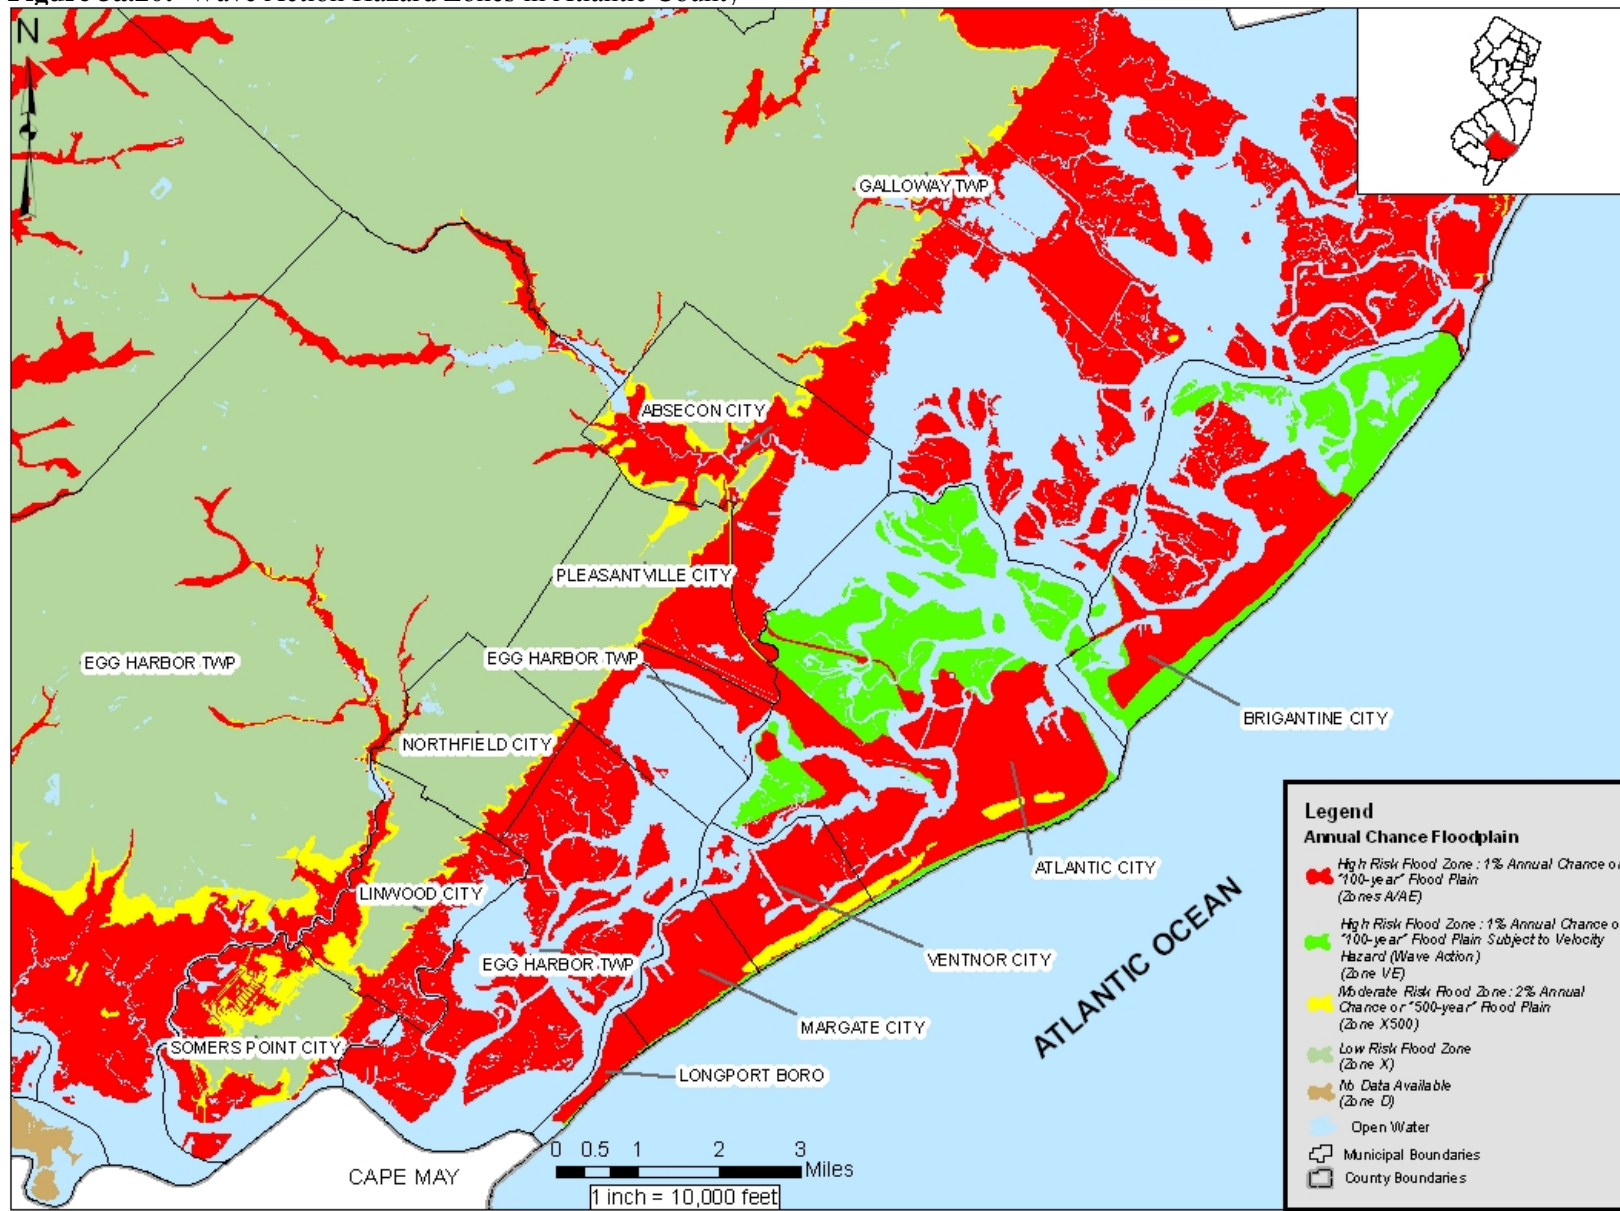 N
GALLOWAY TWP
ABSECON CITY
PLEASANTVILLE CITY
EGG HARBOR TWP
EGG HARBOR TWP
NORTHFIELD CITY
BRIGANTINE CITY
ATLANTIC CITY
LINWOOD CITY
VENTNOR CITY
EGG HARBOR TWP
MARGATE CITY
SOMERS POINT CITY
LONGPORT BORO
ATLANTIC OCEAN
CAPE MAY
0 0.5 1 2 3
Miles
1 inch = 10,000 feet
Legend
Annual Chance Floodplain
High Risk Flood Zone : 1% Annual Chance o
"100-year" Flood Plain
(Zones A/AE)
High Risk Flood Zone : 1% Annual Chance o
"100-year" Flood Plain Subject to Velocity
Hazard (Wave Action)
(Zone VE)
Moderate Risk Flood Zone : 2% Annual
Chance or "500-year" Flood Plain
(Zone X500)
Low Risk Flood Zone
(Zone X)
No Data Available
(Zone D)
Open Water
Municipal Boundaries
County Boundaries